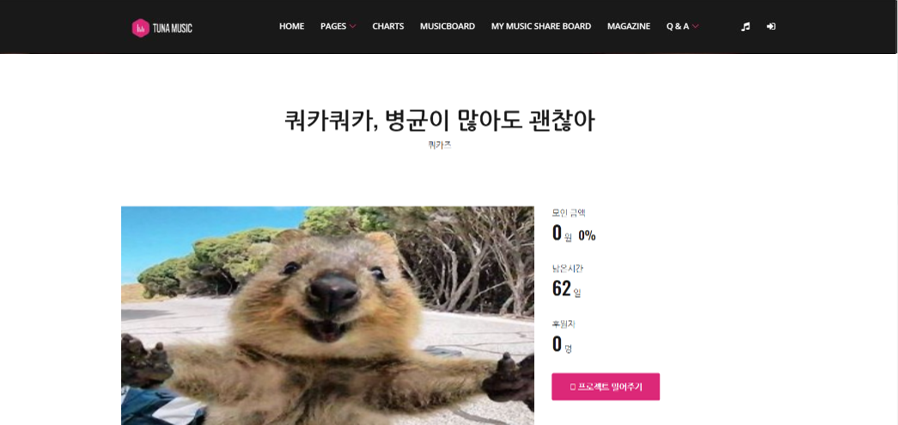 TUNA MUSIC
HOME PAGES CHARTS MUSICBOARD MY MUSIC SHARE BOARD MAGAZINE Q & A
쿼카쿼카, 병균이 많아도 괜찮아
쿼카즈
모인 금액
0 원 0%
남은시간
62 일
후원자
0 명
프로젝트 밀어주기